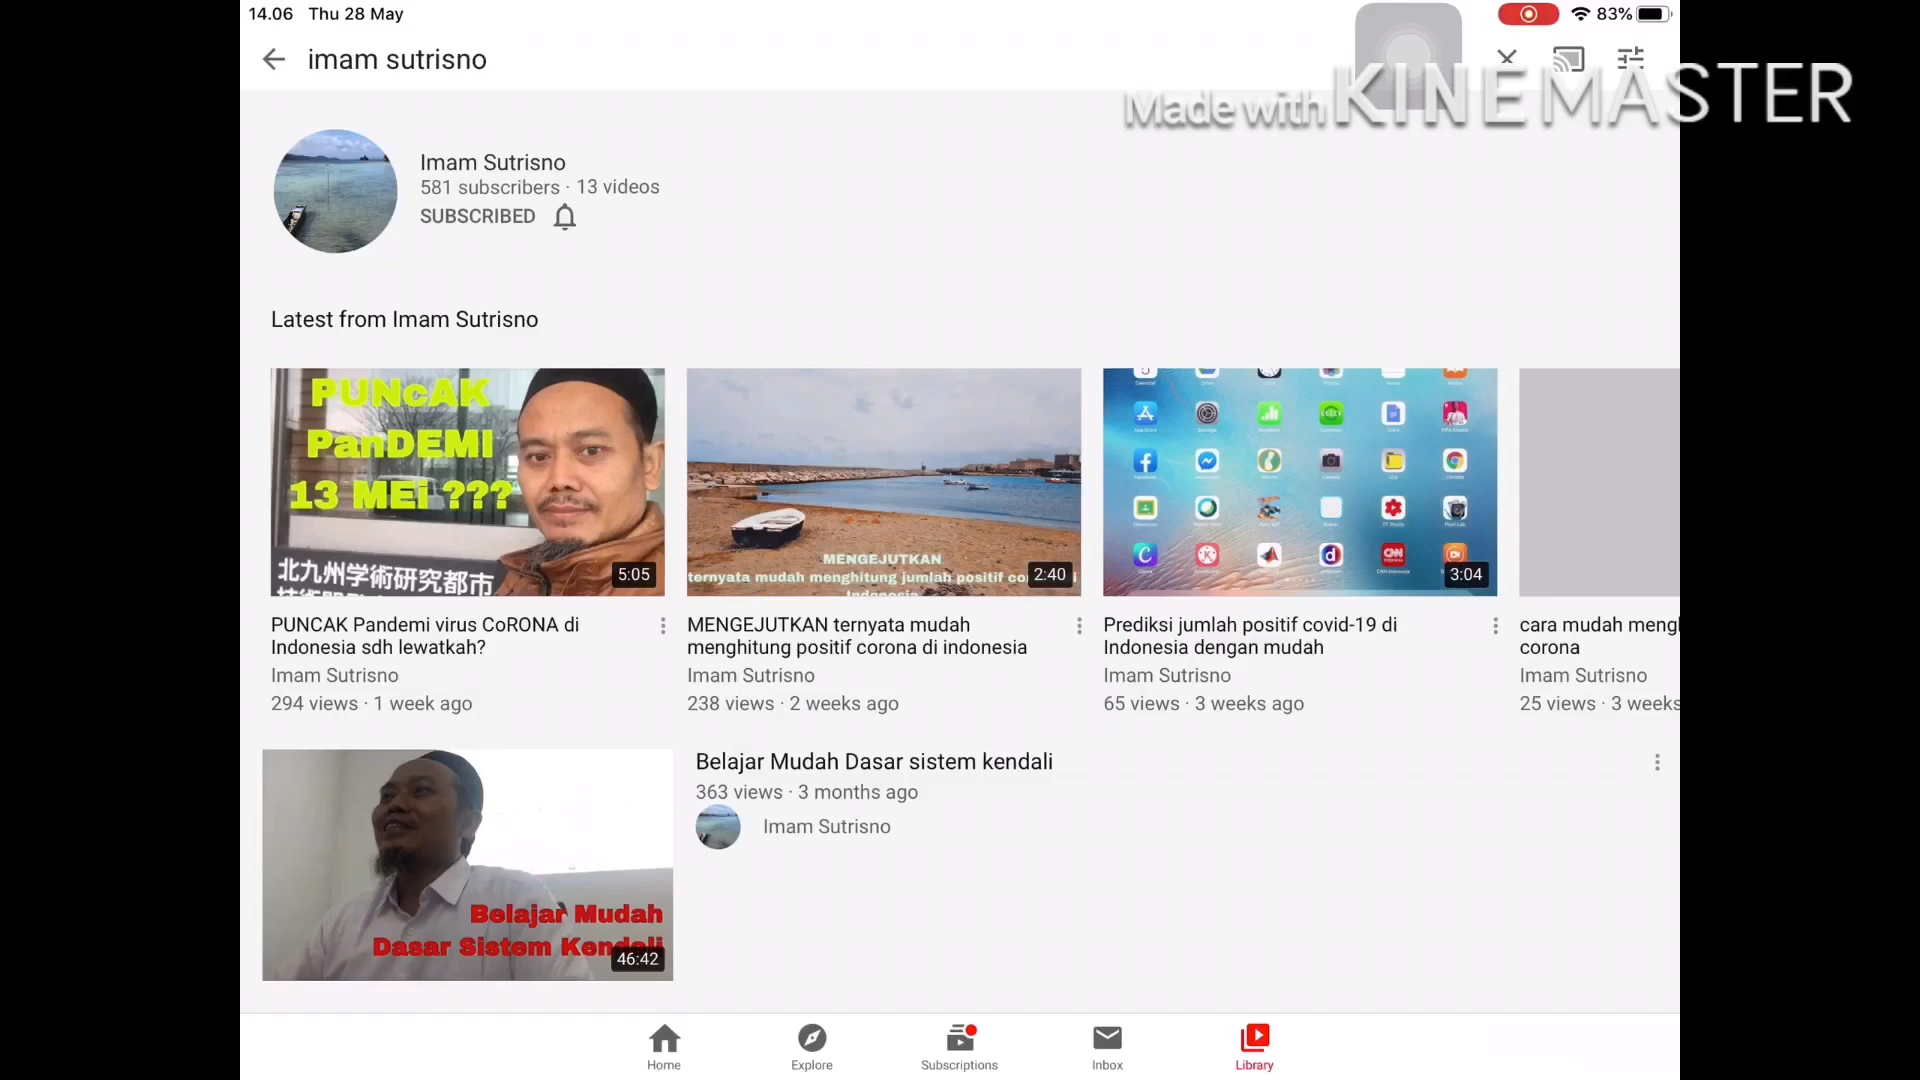 14.06 Thu 28 May
83%
imam sutrisno
Made with KINEMASTER
Imam Sutrisno
581 subscribers · 13 videos
SUBSCRIBED
Latest from Imam Sutrisno
PUNcAK
PanDEMI
13 MEi ???
北九州学術研究都市
5:05
MENGEJUTKAN
ternyata mudah menghitung jumlah positif
Indonesia
2:40
3:04
PUNCAK Pandemi virus CoRONA di
Indonesia sdh lewatkah?
Imam Sutrisno
294 views · 1 week ago
MENGEJUTKAN ternyata mudah
menghitung positif corona di indonesia
Imam Sutrisno
238 views · 2 weeks ago
Prediksi jumlah positif covid-19 di
Indonesia dengan mudah
Imam Sutrisno
65 views · 3 weeks ago
cara mudah
corona
Imam Sutrisno
25 views · 3 weeks
Belajar Mudah
Dasar Sistem Kendali
46:42
Belajar Mudah Dasar sistem kendali
363 views · 3 months ago
Imam Sutrisno
Home
Explore
Subscriptions
Inbox
Library